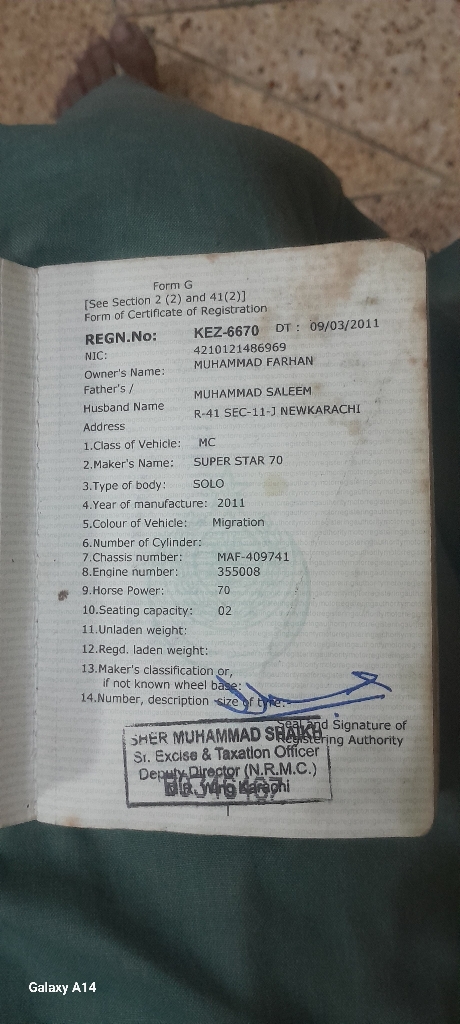 Form G
[See Section 2 (2) and 41(2)]
Form of Certificate of Registration
REGN.No: KEZ-6670 DT : 09/03/2011
NIC: 4210121486969
Owner's Name: MUHAMMAD FARHAN
Father's /
Husband Name MUHAMMAD SALEEM
Address R-41 SEC-11-J NEWKARACHI
1.Class of Vehicle: MC
2.Maker's Name: SUPER STAR 70
3.Type of body: SOLO
4.Year of manufacture: 2011
5.Colour of Vehicle: Migration
6.Number of Cylinder:
7.Chassis number: MAF-409741
8.Engine number: 355008
9.Horse Power: 70
10.Seating capacity: 02
11.Unladen weight:
12.Regd. laden weight:
13.Maker's classification or,
if not known wheel base:
14.Number, description size of tyre:-
Seal and Signature of
Registering Authority
SHER MUHAMMAD SHAIKH
Sr. Excise & Taxation Officer
Deputy Director (N.R.M.C.)
M.R. Wing Karachi
Galaxy A14